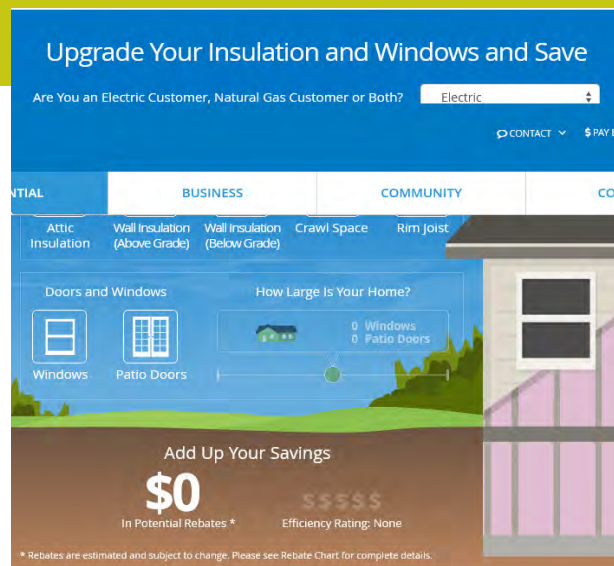 Upgrade Your Insulation and Windows and Save
Are You an Electric Customer, Natural Gas Customer or Both? Electric
CONTACT $ PAY
NTIAL BUSINESS COMMUNITY CO
Attic Insulation
Wall Insulation (Above Grade)
Wall Insulation (Below Grade)
Crawl Space
Rim Joist
Doors and Windows
How Large Is Your Home?
0 Windows
0 Patio Doors
Windows
Patio Doors
Add Up Your Savings
$0
In Potential Rebates *
$$$$$
Efficiency Rating: None
* Rebates are estimated and subject to change. Please see Rebate Chart for complete details.